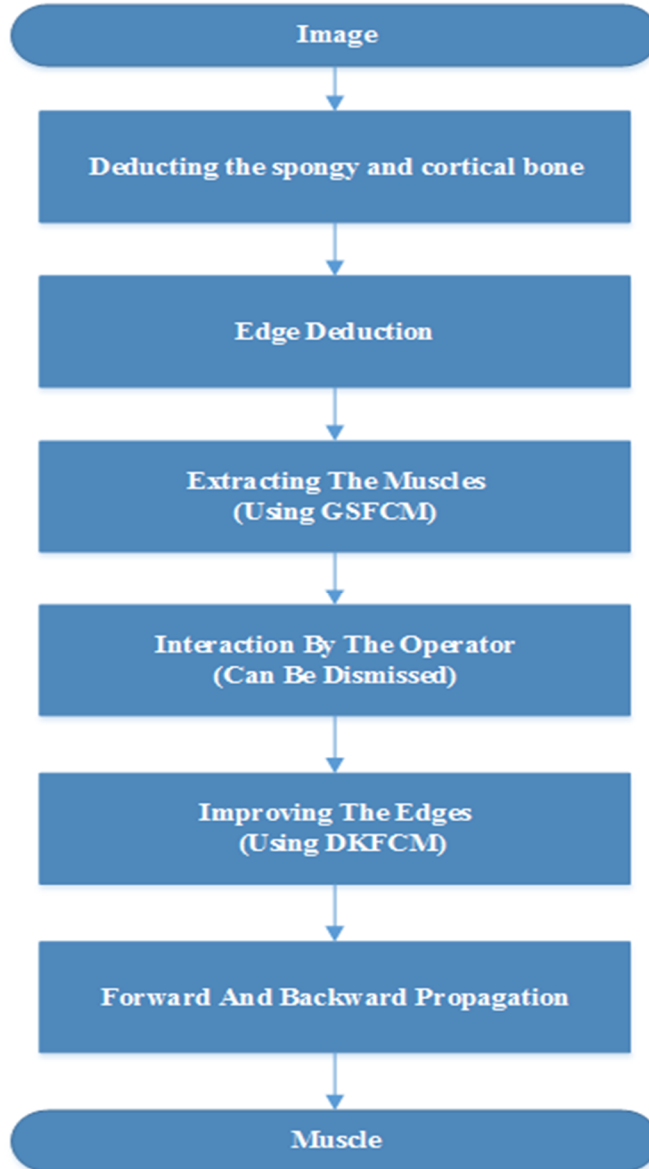 Image
Deducting the spongy and cortical bone
Edge Deduction
Extracting The Muscles
(Using GSFCM)
Interaction By The Operator
(Can Be Dismissed)
Improving The Edges
(Using DKFCM)
Forward And Backward Propagation
Muscle